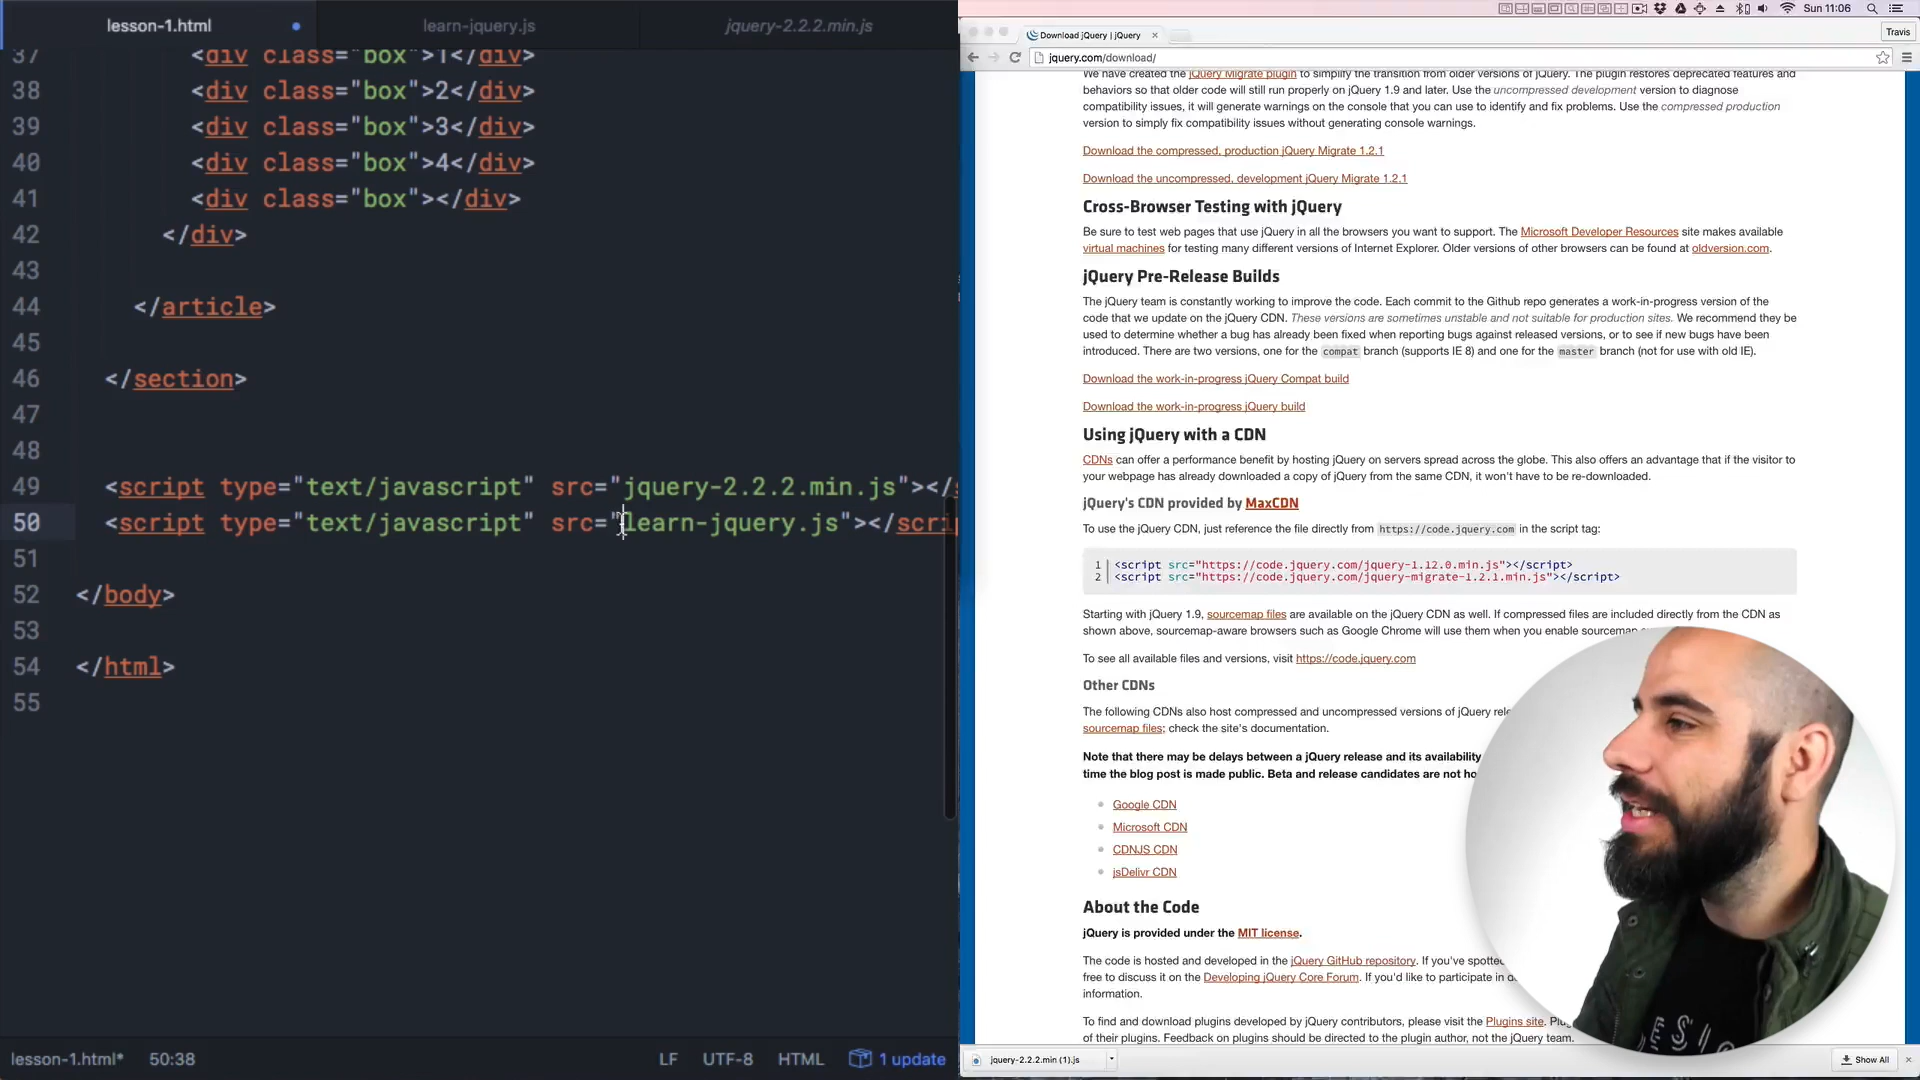 lesson-1.html
learn-jquery.js
jquery-2.2.2.min.js
37 <div class="box">1</div>
38 <div class="box">2</div>
39 <div class="box">3</div>
40 <div class="box">4</div>
41 <div class="box"></div>
42 </div>
43
44 </article>
45
46 </section>
47
48
49 <script type="text/javascript" src="jquery-2.2.2.min.js"></
50 <script type="text/javascript" src="learn-jquery.js"></scri
51
52 </body>
53
54 </html>
55
lesson-1.html* 50:38 LF UTF-8 HTML 1 update
Sun 11:06
Download jQuery | jQuery
Travis
jquery.com/download/
We have created the jQuery Migrate plugin to simplify the transition from older versions of jQuery. The plugin restores deprecated features and
behaviors so that older code will still run properly on jQuery 1.9 and later. Use the uncompressed development version to diagnose
compatibility issues, it will generate warnings on the console that you can use to identify and fix problems. Use the compressed production
version to simply fix compatibility issues without generating console warnings.
Download the compressed, production jQuery Migrate 1.2.1
Download the uncompressed, development jQuery Migrate 1.2.1
Cross-Browser Testing with jQuery
Be sure to test web pages that use jQuery in all the browsers you want to support. The Microsoft Developer Resources site makes available
virtual machines for testing many different versions of Internet Explorer. Older versions of other browsers can be found at oldversion.com.
jQuery Pre-Release Builds
The jQuery team is constantly working to improve the code. Each commit to the Github repo generates a work-in-progress version of the
code that we update on the jQuery CDN. These versions are sometimes unstable and not suitable for production sites. We recommend they be
used to determine whether a bug has already been fixed when reporting bugs against released versions, or to see if new bugs have been
introduced. There are two versions, one for the compat branch (supports IE 8) and one for the master branch (not for use with old IE).
Download the work-in-progress jQuery Compat build
Download the work-in-progress jQuery build
Using jQuery with a CDN
CDNs can offer a performance benefit by hosting jQuery on servers spread across the globe. This also offers an advantage that if the visitor to
your webpage has already downloaded a copy of jQuery from the same CDN, it won't have to be re-downloaded.
jQuery's CDN provided by MaxCDN
To use the jQuery CDN, just reference the file directly from https://code.jquery.com in the script tag:
1 <script src="https://code.jquery.com/jquery-1.12.0.min.js"></script>
2 <script src="https://code.jquery.com/jquery-migrate-1.2.1.min.js"></script>
Starting with jQuery 1.9, sourcemap files are available on the jQuery CDN as well. If compressed files are included directly from the CDN as
shown above, sourcemap-aware browsers such as Google Chrome will use them when you enable sourcemap
To see all available files and versions, visit https://code.jquery.com
Other CDNs
The following CDNs also host compressed and uncompressed versions of jQuery rel
sourcemap files; check the site's documentation.
Note that there may be delays between a jQuery release and its availability
time the blog post is made public. Beta and release candidates are not ho
Google CDN
Microsoft CDN
CDNJS CDN
jsDelivr CDN
About the Code
jQuery is provided under the MIT license.
The code is hosted and developed in the jQuery GitHub repository. If you've spotted
free to discuss it on the Developing jQuery Core Forum. If you'd like to participate in d
information.
To find and download plugins developed by jQuery contributors, please visit the Plugins site. Plu
of their plugins. Feedback on plugins should be directed to the plugin author, not the jQuery team.
jquery-2.2.2.min (1).js
Show All